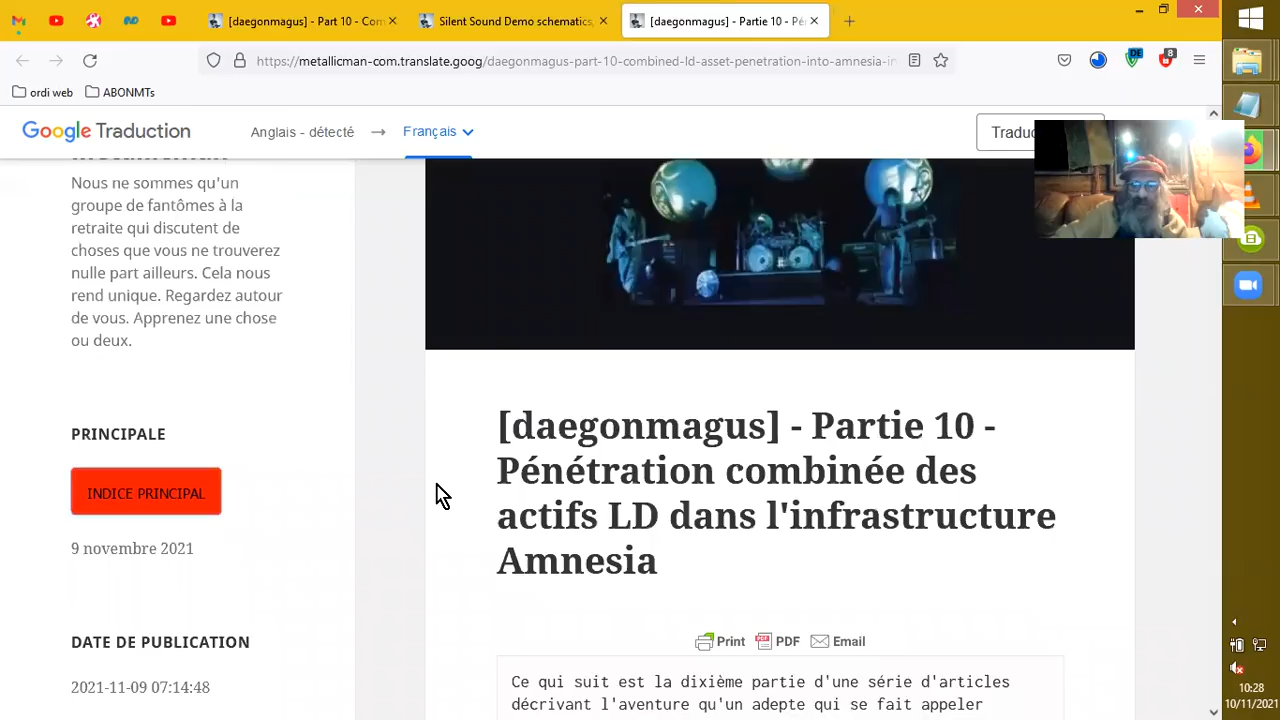 [daegonmagus] - Part 10 - Com
Silent Sound Demo schematics,
[daegonmagus] - Partie 10 - Pé
https://metallicman-com.translate.goog/daegonmagus-part-10-combined-ld-asset-penetration-into-amnesia-in
DE
8
ordi web
ABONMTs
Google Traduction
Anglais - détecté
Français
Tradu
Nous ne sommes qu'un
groupe de fantômes à la
retraite qui discutent de
choses que vous ne trouverez
nulle part ailleurs. Cela nous
rend unique. Regardez autour
de vous. Apprenez une chose
ou deux.
PRINCIPALE
INDICE PRINCIPAL
9 novembre 2021
DATE DE PUBLICATION
2021-11-09 07:14:48
[daegonmagus] - Partie 10 -
Pénétration combinée des
actifs LD dans l'infrastructure
Amnesia
Print
PDF
Email
Ce qui suit est la dixième partie d'une série d'articles
décrivant l'aventure qu'un adepte qui se fait appeler
10:28
10/11/2021